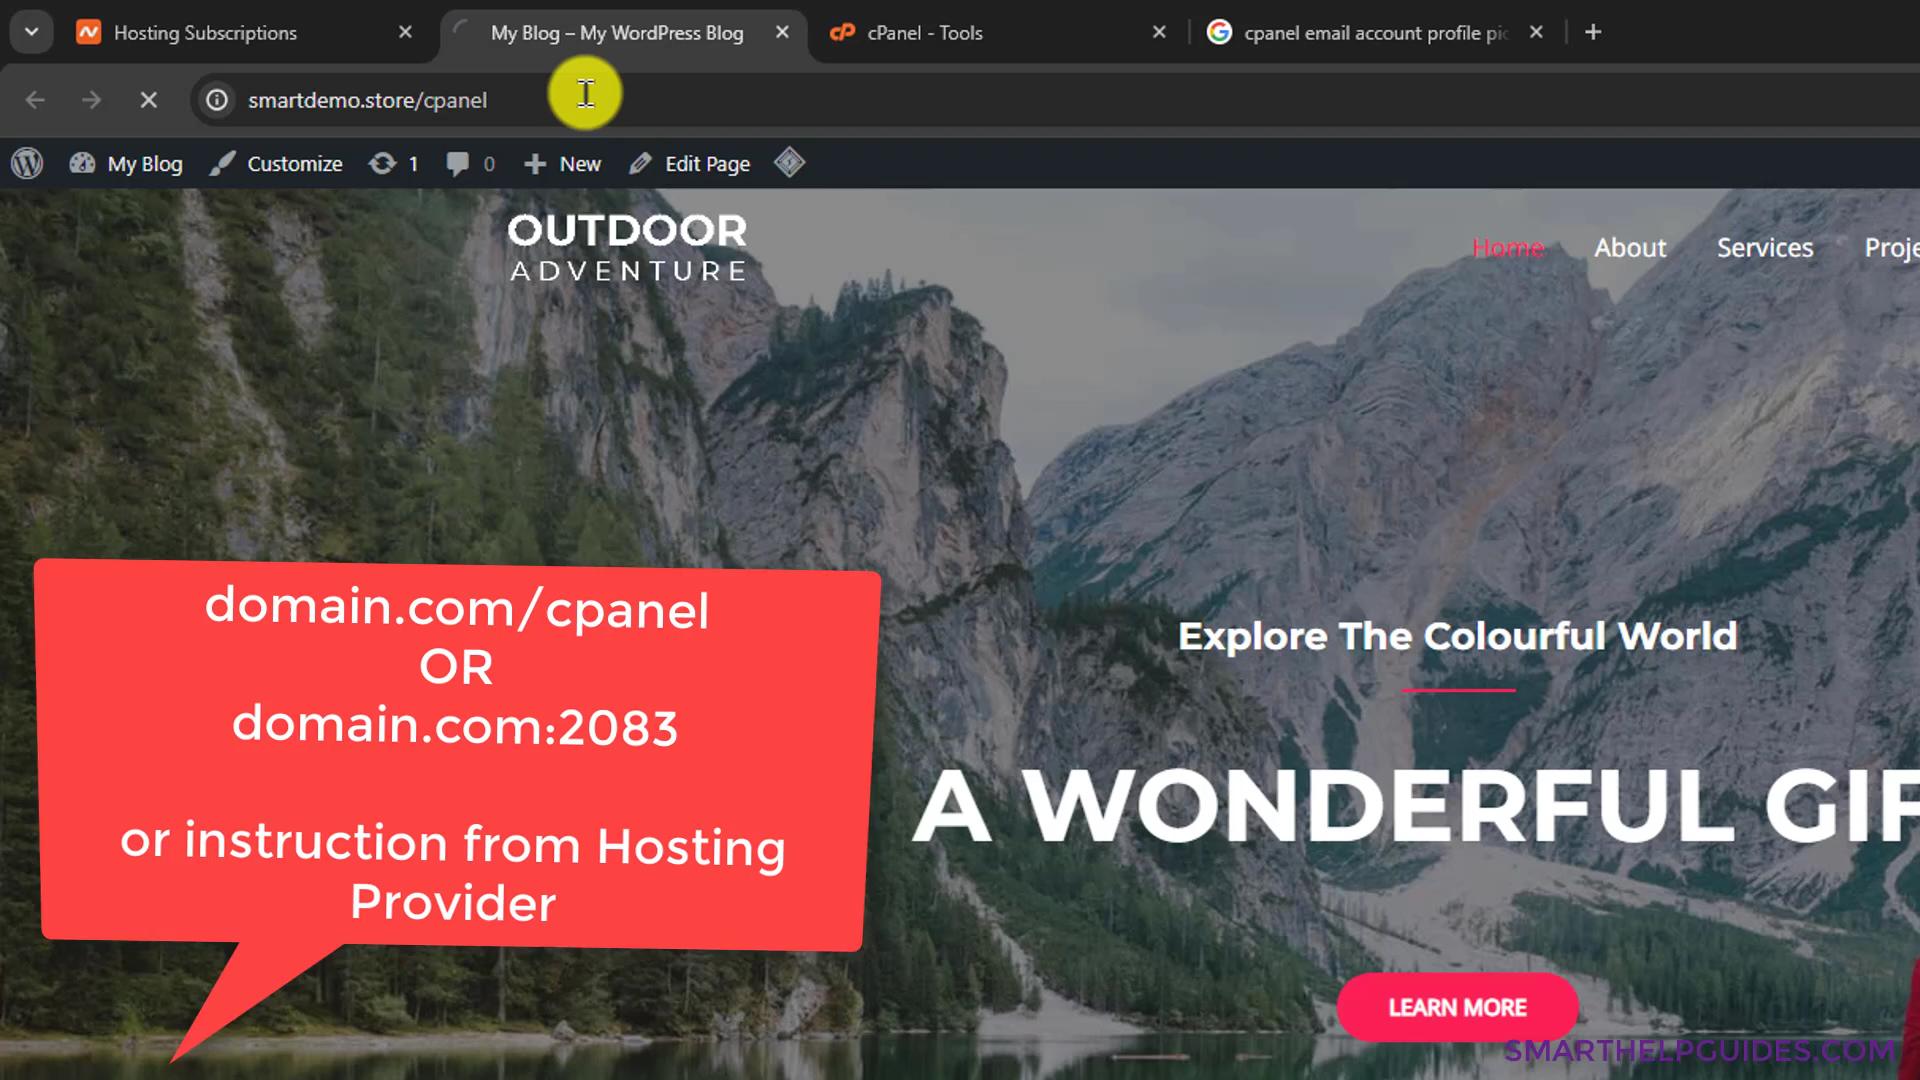 Hosting Subscriptions
My Blog – My WordPress Blog
cPanel - Tools
cpanel email account profile pic
smartdemo.store/cpanel
My Blog
Customize
1
0
New
Edit Page
OUTDOOR
ADVENTURE
Home
About
Services
Proje
Explore The Colourful World
A WONDERFUL GIF
LEARN MORE
domain.com/cpanel
OR
domain.com:2083
or instruction from Hosting
Provider
SMARTHELPGUIDES.COM